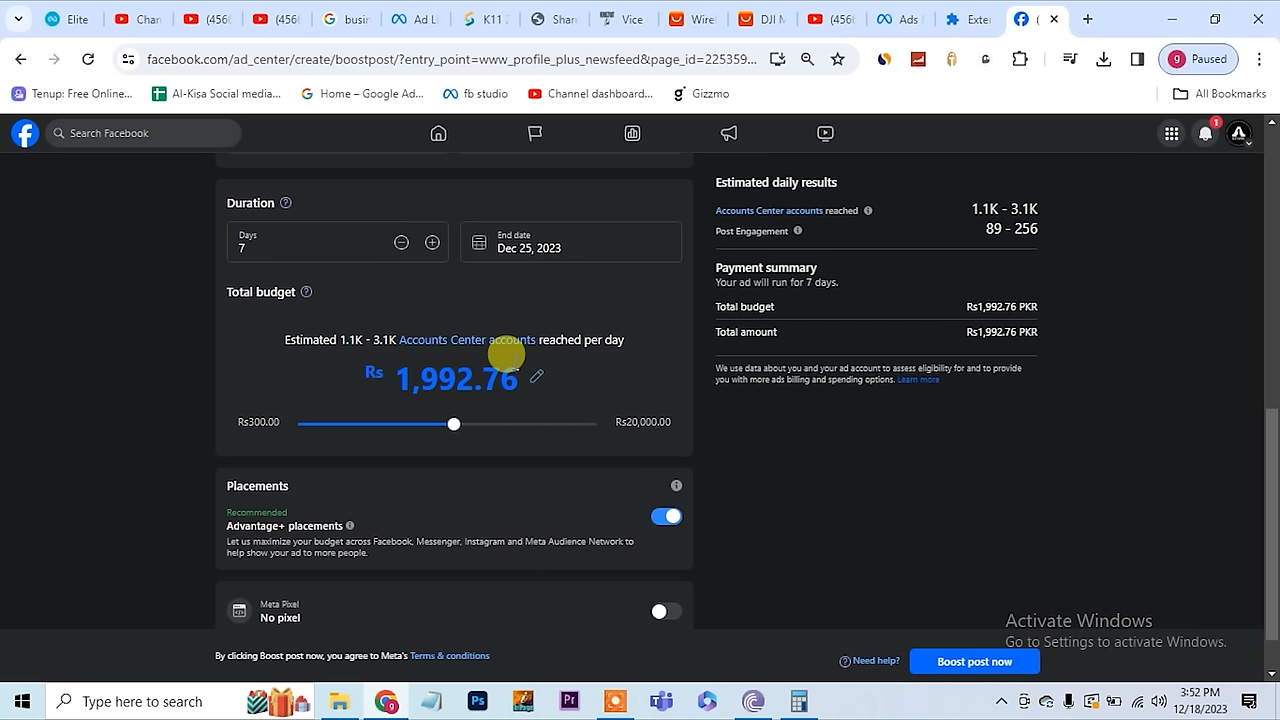 Elite
Chan
(456
(456
busin
Ad Li
K11 J
Shar
Vice
Wire
DJI M
(456
Ads
Exten
(
facebook.com/ad_center/create/boostpost/?entry_point=www_profile_plus_newsfeed&page_id=225359...
Paused
Tenup: Free Online...
Al-Kisa Social media...
Home – Google Ad...
fb studio
Channel dashboard...
Gizzmo
All Bookmarks
Search Facebook
1
Duration
Days
7
End date
Dec 25, 2023
Total budget
Estimated 1.1K - 3.1K Accounts Center accounts reached per day
Rs 1,992.76
Rs300.00
Rs20,000.00
Placements
Recommended
Advantage+ placements
Let us maximize your budget across Facebook, Messenger, Instagram and Meta Audience Network to
help show your ad to more people.
Meta Pixel
No pixel
Estimated daily results
Accounts Center accounts reached
1.1K - 3.1K
Post Engagement
89 - 256
Payment summary
Your ad will run for 7 days.
Total budget
Rs1,992.76 PKR
Total amount
Rs1,992.76 PKR
We use data about you and your ad account to assess eligibility for and to provide
you with more ads billing and spending options. Learn more
Activate Windows
Go to Settings to activate Windows.
By clicking Boost post now, you agree to Meta's Terms & conditions
Need help?
Boost post now
Type here to search
3:52 PM
12/18/2023